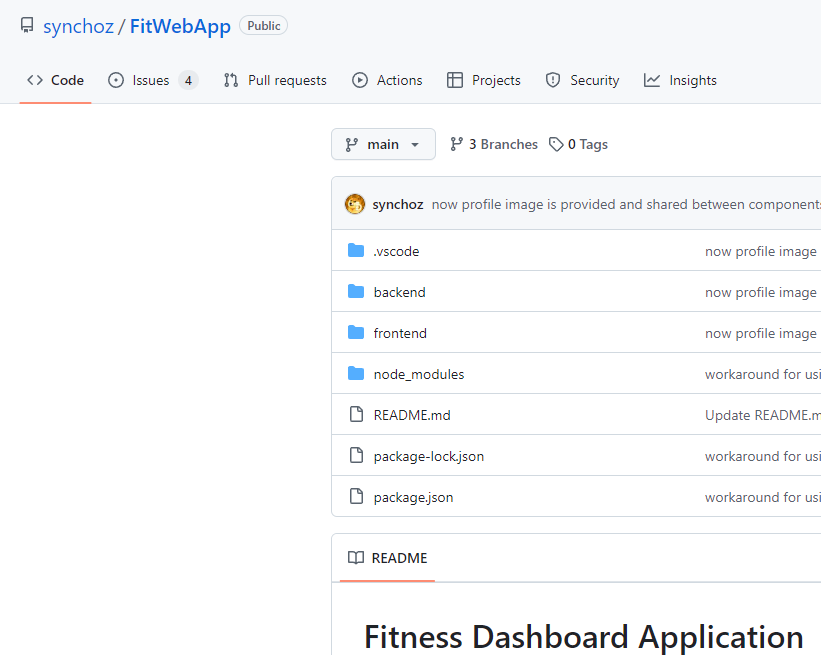 synchoz / FitWebApp Public
Code Issues 4 Pull requests Actions Projects Security Insights
main 3 Branches 0 Tags
synchoz now profile image is provided and shared between components
.vscode now profile image
backend now profile image
frontend now profile image
node_modules workaround for usi
README.md Update README.m
package-lock.json workaround for usi
package.json workaround for usi
README
Fitness Dashboard Application